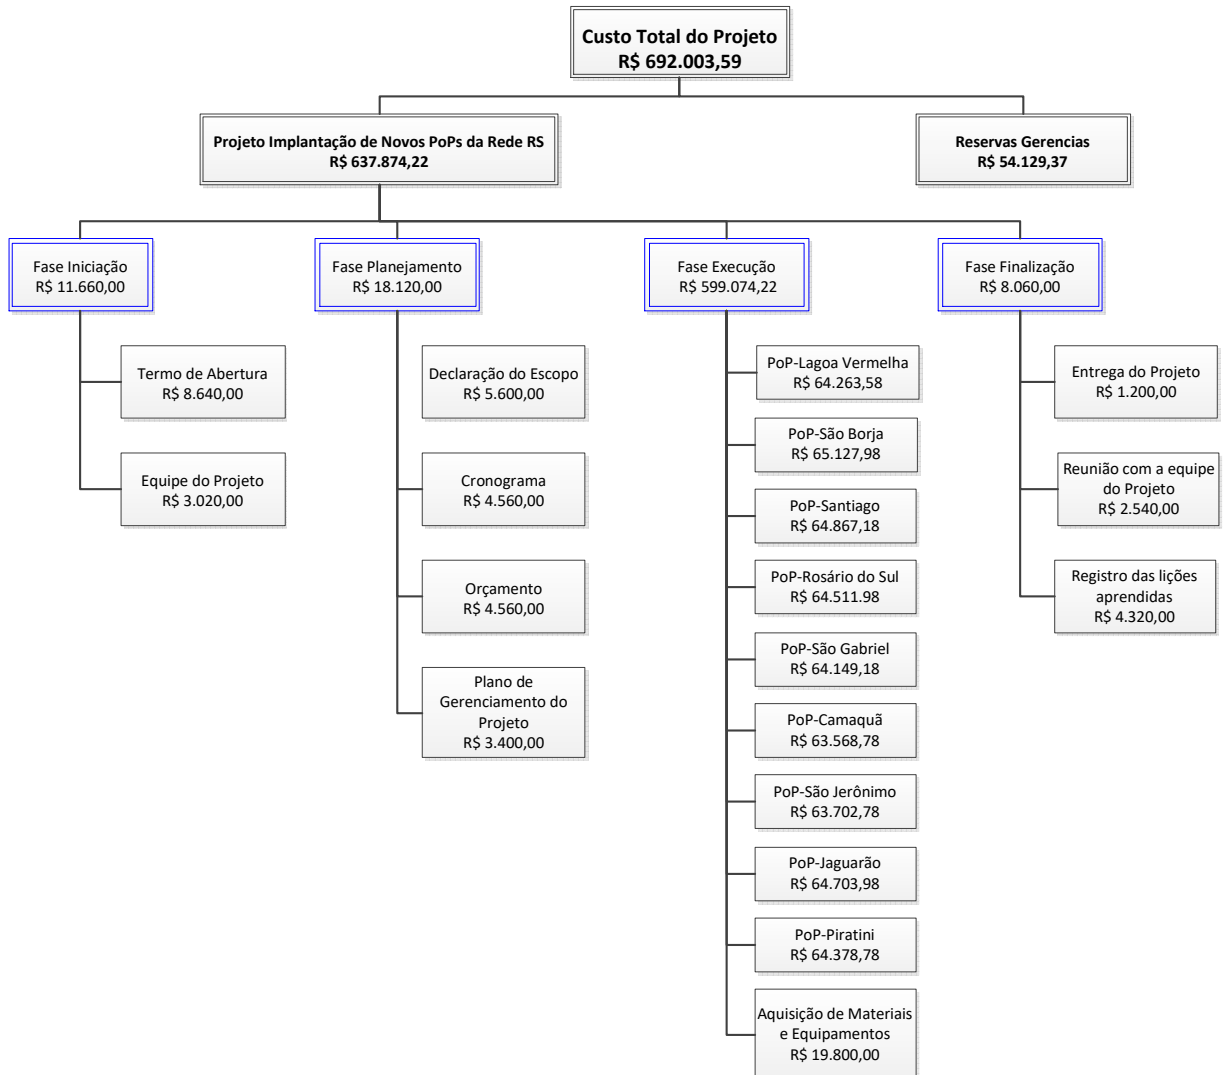 Custo Total do Projeto
R$ 692.003,59
Projeto Implantação de Novos PoPs da Rede RS
R$ 637.874,22
Reservas Gerencias
R$ 54.129,37
Fase Iniciação
R$ 11.660,00
Fase Planejamento
R$ 18.120,00
Fase Execução
R$ 599.074,22
Fase Finalização
R$ 8.060,00
Termo de Abertura
R$ 8.640,00
Equipe do Projeto
R$ 3.020,00
Declaração do Escopo
R$ 5.600,00
Cronograma
R$ 4.560,00
Orçamento
R$ 4.560,00
Plano de
Gerenciamento do
Projeto
R$ 3.400,00
PoP-Lagoa Vermelha
R$ 64.263,58
PoP-São Borja
R$ 65.127,98
PoP-Santiago
R$ 64.867,18
PoP-Rosário do Sul
R$ 64.511.98
PoP-São Gabriel
R$ 64.149,18
PoP-Camaquã
R$ 63.568,78
PoP-São Jerônimo
R$ 63.702,78
PoP-Jaguarão
R$ 64.703,98
PoP-Piratini
R$ 64.378,78
Aquisição de Materiais
e Equipamentos
R$ 19.800,00
Entrega do Projeto
R$ 1.200,00
Reunião com a equipe
do Projeto
R$ 2.540,00
Registro das lições
aprendidas
R$ 4.320,00